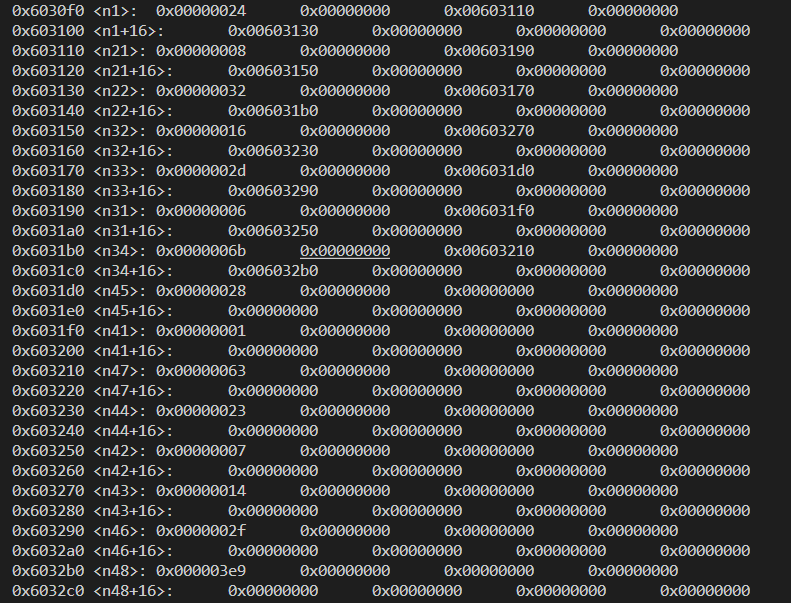 0x6030f0 <n1>: 0x00000024 0x00000000 0x00603110 0x00000000
0x603100 <n1+16>: 0x00603130 0x00000000 0x00000000 0x00000000
0x603110 <n21>: 0x00000008 0x00000000 0x00603190 0x00000000
0x603120 <n21+16>: 0x00603150 0x00000000 0x00000000 0x00000000
0x603130 <n22>: 0x00000032 0x00000000 0x00603170 0x00000000
0x603140 <n22+16>: 0x006031b0 0x00000000 0x00000000 0x00000000
0x603150 <n32>: 0x00000016 0x00000000 0x00603270 0x00000000
0x603160 <n32+16>: 0x00603230 0x00000000 0x00000000 0x00000000
0x603170 <n33>: 0x0000002d 0x00000000 0x006031d0 0x00000000
0x603180 <n33+16>: 0x00603290 0x00000000 0x00000000 0x00000000
0x603190 <n31>: 0x00000006 0x00000000 0x006031f0 0x00000000
0x6031a0 <n31+16>: 0x00603250 0x00000000 0x00000000 0x00000000
0x6031b0 <n34>: 0x0000006b 0x00000000 0x00603210 0x00000000
0x6031c0 <n34+16>: 0x006032b0 0x00000000 0x00000000 0x00000000
0x6031d0 <n45>: 0x00000028 0x00000000 0x00000000 0x00000000
0x6031e0 <n45+16>: 0x00000000 0x00000000 0x00000000 0x00000000
0x6031f0 <n41>: 0x00000001 0x00000000 0x00000000 0x00000000
0x603200 <n41+16>: 0x00000000 0x00000000 0x00000000 0x00000000
0x603210 <n47>: 0x00000063 0x00000000 0x00000000 0x00000000
0x603220 <n47+16>: 0x00000000 0x00000000 0x00000000 0x00000000
0x603230 <n44>: 0x00000023 0x00000000 0x00000000 0x00000000
0x603240 <n44+16>: 0x00000000 0x00000000 0x00000000 0x00000000
0x603250 <n42>: 0x00000007 0x00000000 0x00000000 0x00000000
0x603260 <n42+16>: 0x00000000 0x00000000 0x00000000 0x00000000
0x603270 <n43>: 0x00000014 0x00000000 0x00000000 0x00000000
0x603280 <n43+16>: 0x00000000 0x00000000 0x00000000 0x00000000
0x603290 <n46>: 0x0000002f 0x00000000 0x00000000 0x00000000
0x6032a0 <n46+16>: 0x00000000 0x00000000 0x00000000 0x00000000
0x6032b0 <n48>: 0x000003e9 0x00000000 0x00000000 0x00000000
0x6032c0 <n48+16>: 0x00000000 0x00000000 0x00000000 0x00000000